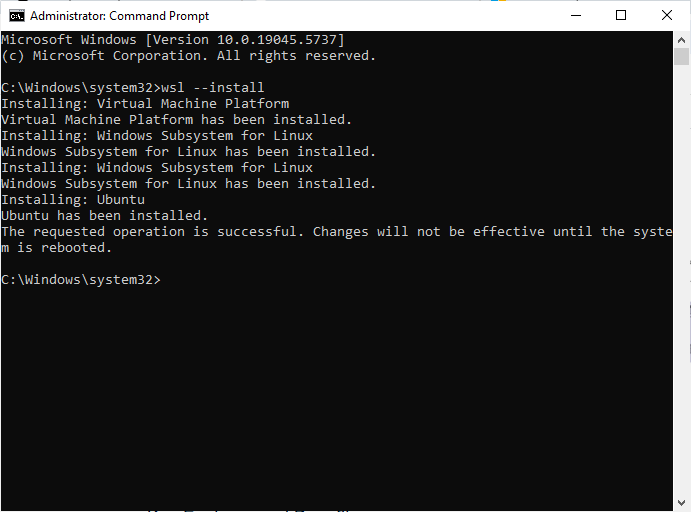 Administrator: Command Prompt
Microsoft Windows [Version 10.0.19045.5737]
(c) Microsoft Corporation. All rights reserved.
C:\Windows\system32>wsl --install
Installing: Virtual Machine Platform
Virtual Machine Platform has been installed.
Installing: Windows Subsystem for Linux
Windows Subsystem for Linux has been installed.
Installing: Windows Subsystem for Linux
Windows Subsystem for Linux has been installed.
Installing: Ubuntu
Ubuntu has been installed.
The requested operation is successful. Changes will not be effective until the syste
m is rebooted.
C:\Windows\system32>